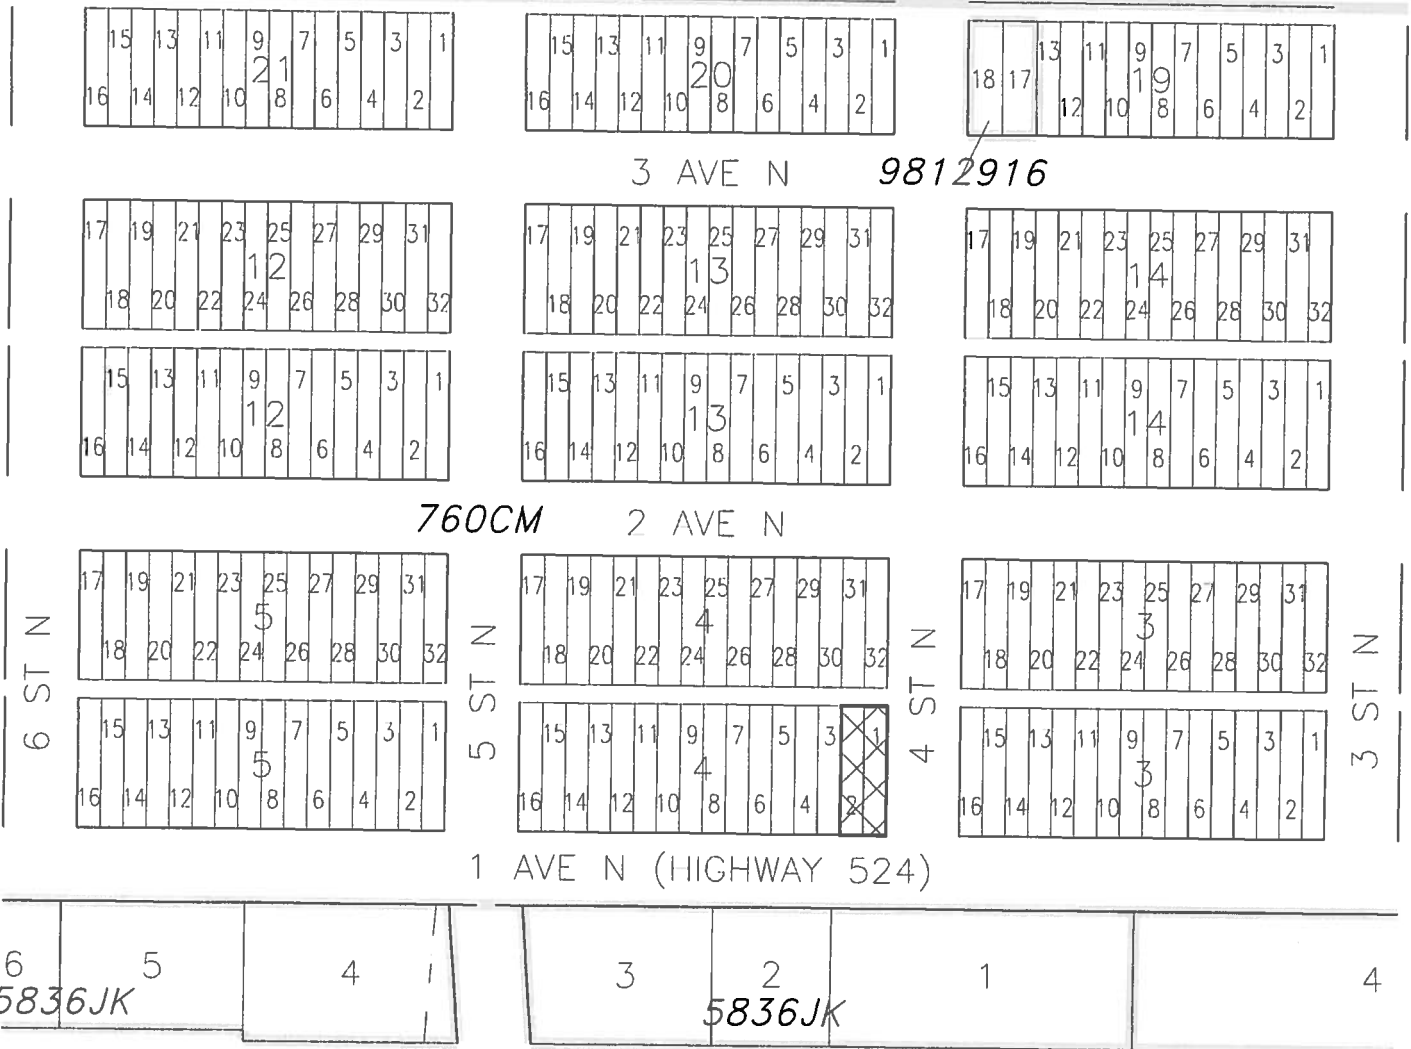 15 13 11 9 7 5 3 1
21
16 14 12 10 8 6 4 2
15 13 11 9 7 5 3 1
20
16 14 12 10 8 6 4 2
18 17 13 11 9 7 5 3 1
19
12 10 8 6 4 2
3 AVE N 9812916
17 19 21 23 25 27 29 31
12
18 20 22 24 26 28 30 32
17 19 21 23 25 27 29 31
13
18 20 22 24 26 28 30 32
17 19 21 23 25 27 29 31
14
18 20 22 24 26 28 30 32
15 13 11 9 7 5 3 1
12
16 14 12 10 8 6 4 2
15 13 11 9 7 5 3 1
13
16 14 12 10 8 6 4 2
15 13 11 9 7 5 3 1
14
16 14 12 10 8 6 4 2
760CM 2 AVE N
6 ST N
17 19 21 23 25 27 29 31
5
18 20 22 24 26 28 30 32
5 ST N
17 19 21 23 25 27 29 31
4
18 20 22 24 26 28 30 32
4 ST N
17 19 21 23 25 27 29 31
3
18 20 22 24 26 28 30 32
3 ST N
15 13 11 9 7 5 3 1
5
16 14 12 10 8 6 4 2
15 13 11 9 7 5 3 1
4
16 14 12 10 8 6 4 2
15 13 11 9 7 5 3 1
3
16 14 12 10 8 6 4 2
1 AVE N (HIGHWAY 524)
6 5 4 3 2 1 4
5836JK 5836JK